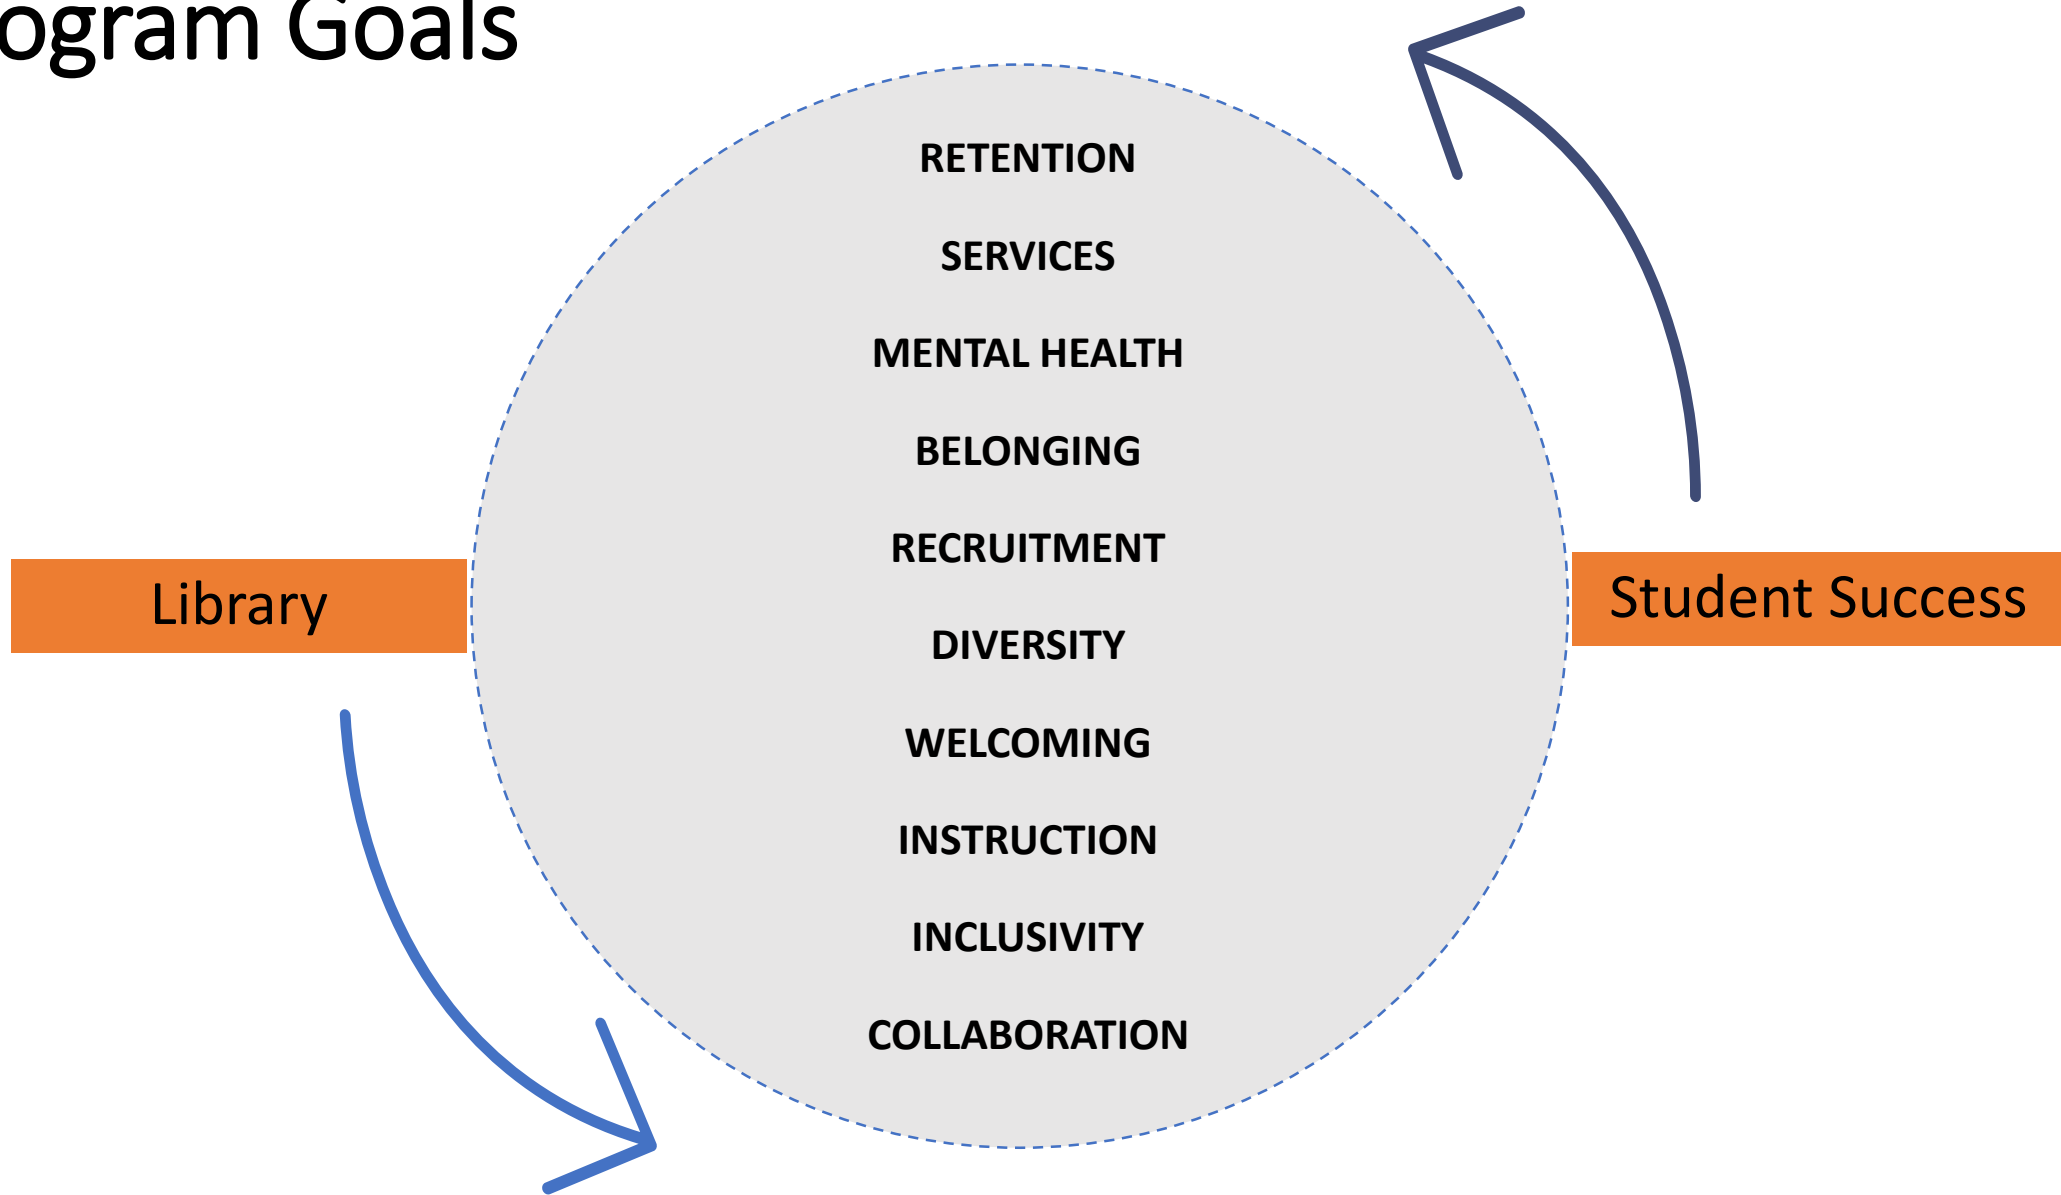 ogram Goals
RETENTION
SERVICES
MENTAL HEALTH
BELONGING
RECRUITMENT
Library
Student Success
DIVERSITY
WELCOMING
INSTRUCTION
INCLUSIVITY
COLLABORATION